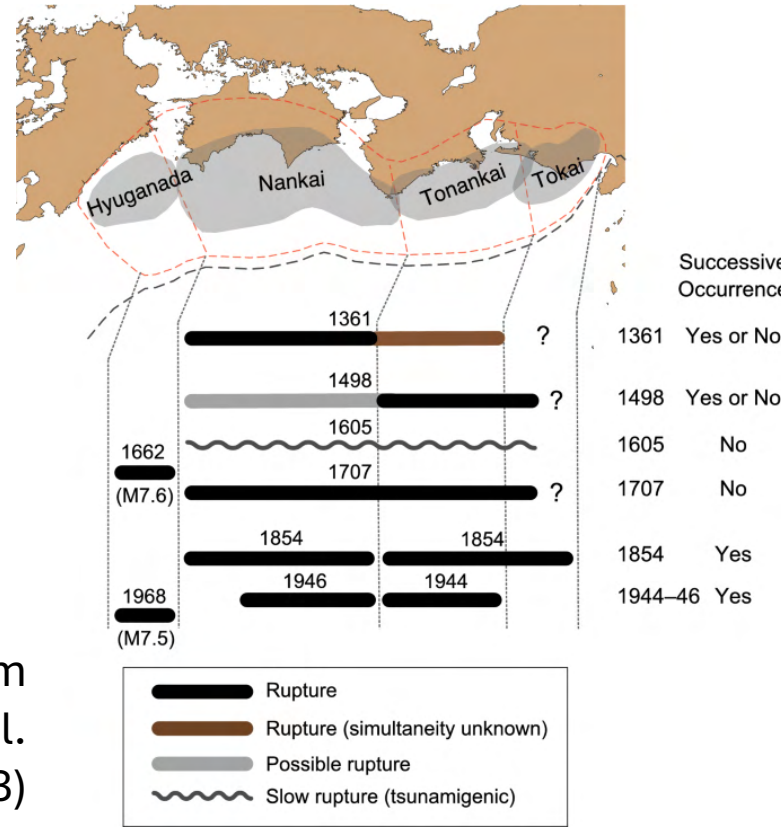 Hyuganada
Nankai
Tonankai
Tokai
Successive
Occurrence
1361
? 1361 Yes or No
1498
? 1498 Yes or No
1605
1605 No
1662
(M7.6)
1707
? 1707 No
1854 1854
1854 Yes
1946 1944
1944–46 Yes
1968
(M7.5)
m
l.
3)
Rupture
Rupture (simultaneity unknown)
Possible rupture
Slow rupture (tsunamigenic)